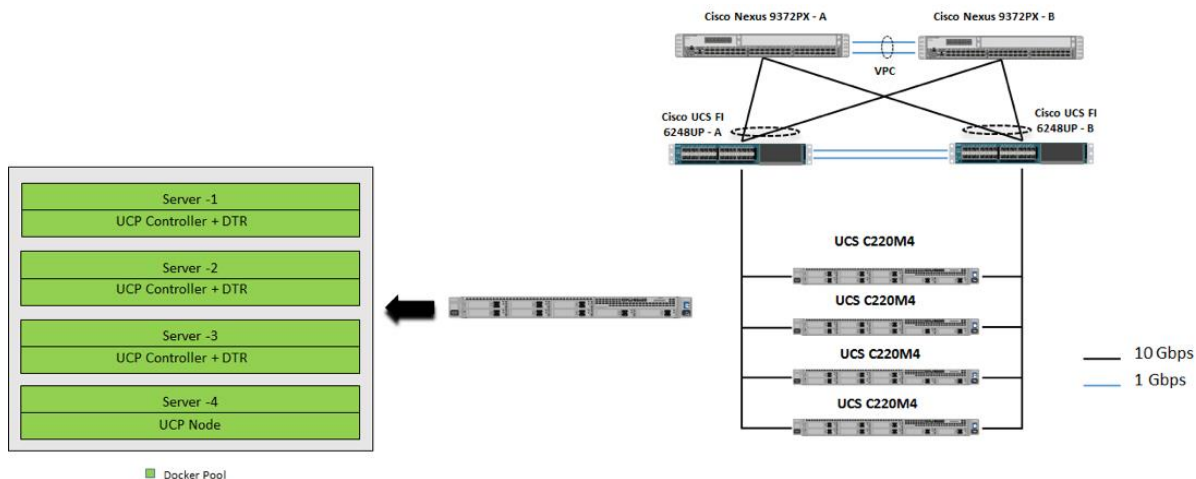 Cisco Nexus 9372PX - A
Cisco Nexus 9372PX - B
VPC
Cisco UCS FI
6248UP - A
Cisco UCS FI
6248UP - B
Server -1
UCP Controller + DTR
Server -2
UCP Controller + DTR
Server -3
UCP Controller + DTR
Server -4
UCP Node
Docker Pool
UCS C220M4
UCS C220M4
UCS C220M4
UCS C220M4
10 Gbps
1 Gbps